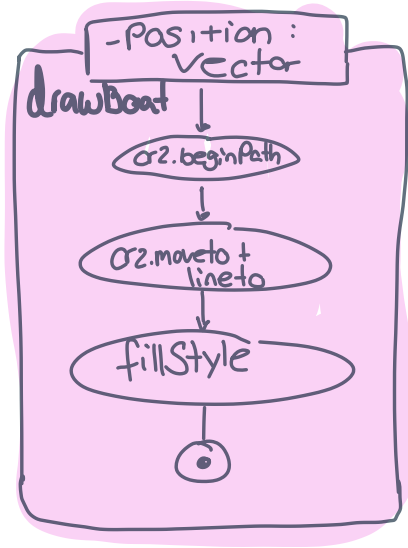 -Position :
Vector
drawBoat
cr2.beginPath
cr2.moveto +
lineto
fillStyle